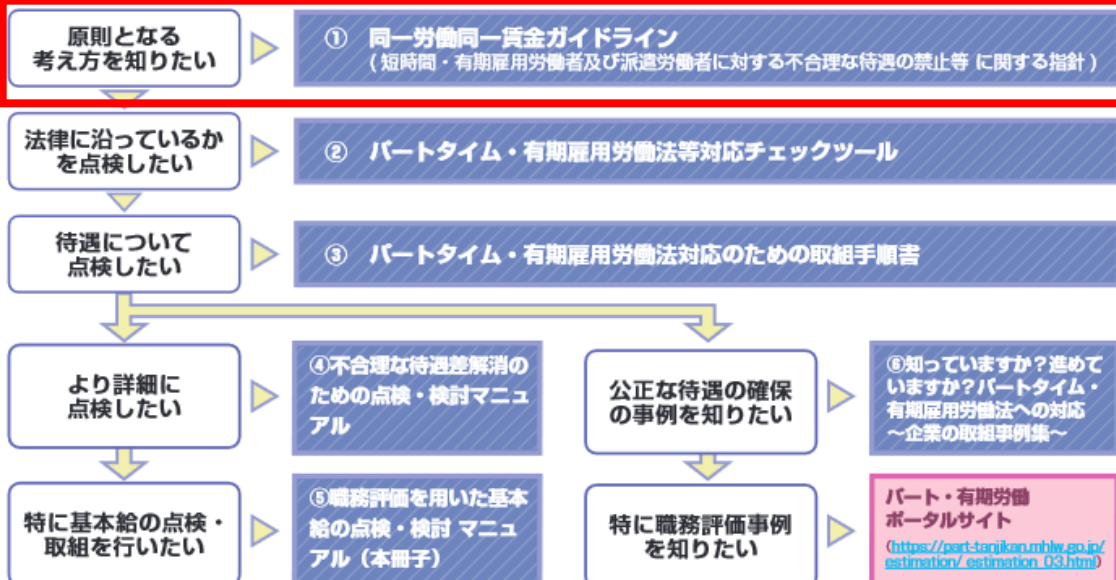 原則となる
考え方を知りたい
① 同一労働同一賃金ガイドライン
(短時間・有期雇用労働者及び派遣労働者に対する不合理な待遇の禁止等 に関する指針)
法律に沿っているか
を点検したい
② パートタイム・有期雇用労働法等対応チェックツール
待遇について
点検したい
③ パートタイム・有期雇用労働法対応のための取組手順書
より詳細に
点検したい
④不合理な待遇差解消の
ための点検・検討マニュ
アル
公正な待遇の確保
の事例を知りたい
⑥知っていますか？進めて
いますか？パートタイム・
有期雇用労働法への対応
～企業の取組事例集～
特に基本給の点検・
取組を行いたい
⑤職務評価を用いた基本
給の点検・検討 マニュ
アル（本冊子）
特に職務評価事例
を知りたい
パート・有期労働
ポータルサイト
(https://part-tanjikan.mhlw.go.jp/
estimation/ estimation_03.html)